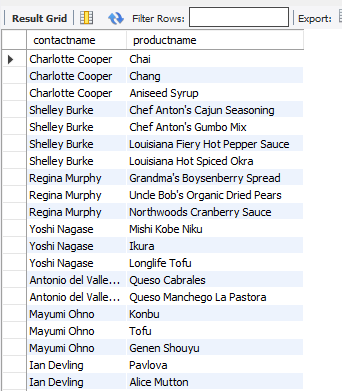 Result Grid Filter Rows: Export:
contactname productname
Charlotte Cooper Chai
Charlotte Cooper Chang
Charlotte Cooper Aniseed Syrup
Shelley Burke Chef Anton's Cajun Seasoning
Shelley Burke Chef Anton's Gumbo Mix
Shelley Burke Louisiana Fiery Hot Pepper Sauce
Shelley Burke Louisiana Hot Spiced Okra
Regina Murphy Grandma's Boysenberry Spread
Regina Murphy Uncle Bob's Organic Dried Pears
Regina Murphy Northwoods Cranberry Sauce
Yoshi Nagase Mishi Kobe Niku
Yoshi Nagase Ikura
Yoshi Nagase Longlife Tofu
Antonio del Valle... Queso Cabrales
Antonio del Valle... Queso Manchego La Pastora
Mayumi Ohno Konbu
Mayumi Ohno Tofu
Mayumi Ohno Genen Shouyu
Ian Devling Pavlova
Ian Devling Alice Mutton